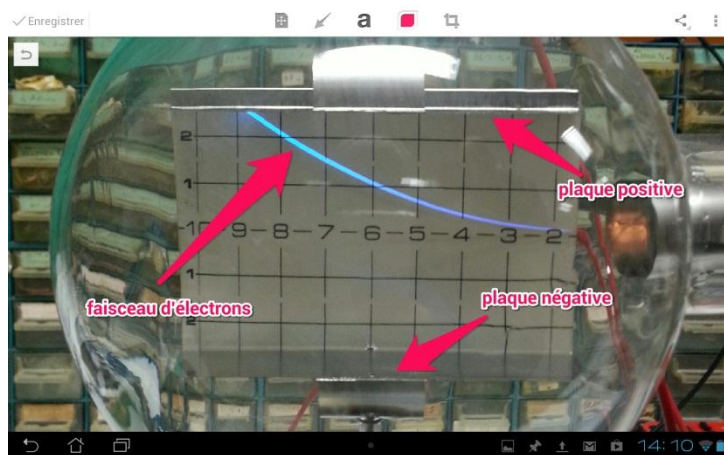 Enregistrer
a
2
1
plaque positive
-10-9-8-7-6-5-4-3-2-
1
plaque négative
faisceau d'électrons
2
14:10